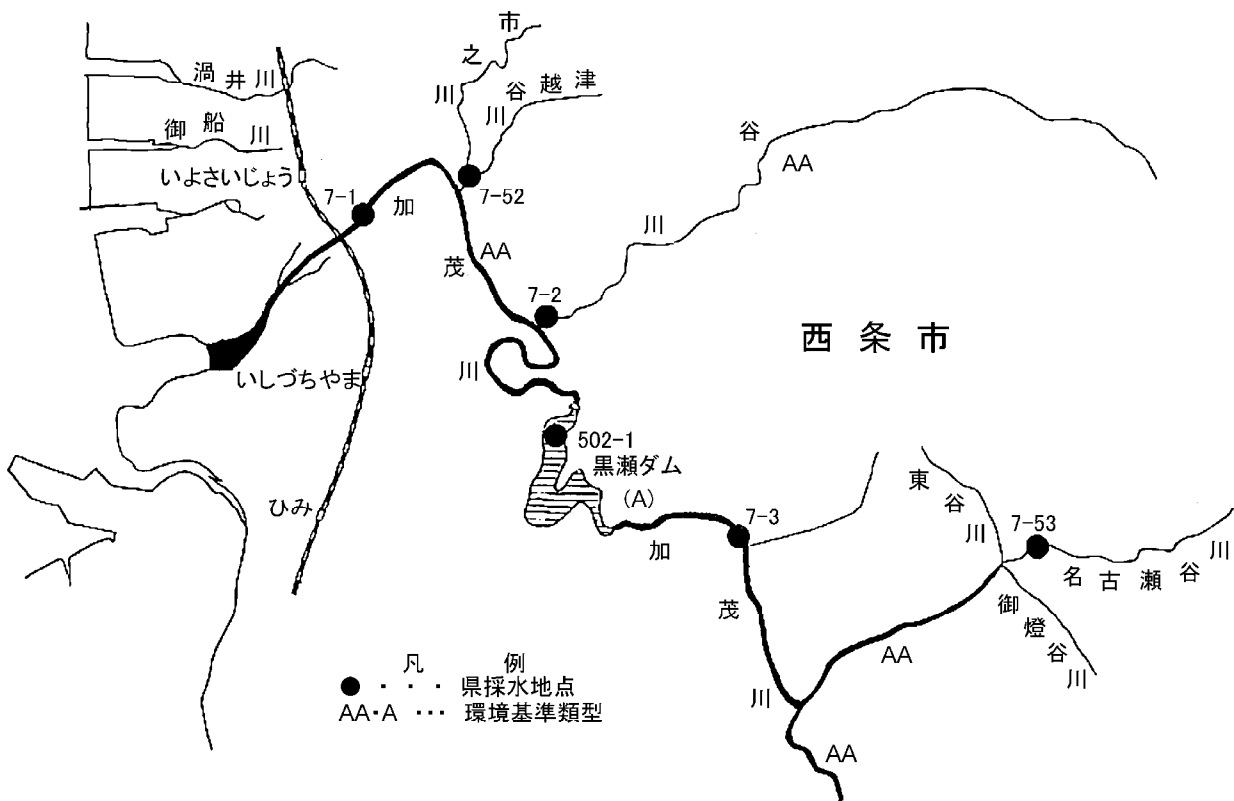 渦井川
御船川
いよさいじょう
市之川
谷越津川
7-1
7-52
加茂川
AA
7-2
谷川
AA
西条市
いしづちやま
ひみ
502-1
黒瀬ダム
(A)
7-3
加茂川
東谷川
7-53
名古瀬谷川
御燈谷川
AA
AA
凡例
●・・・県採水地点
AA・A…環境基準類型